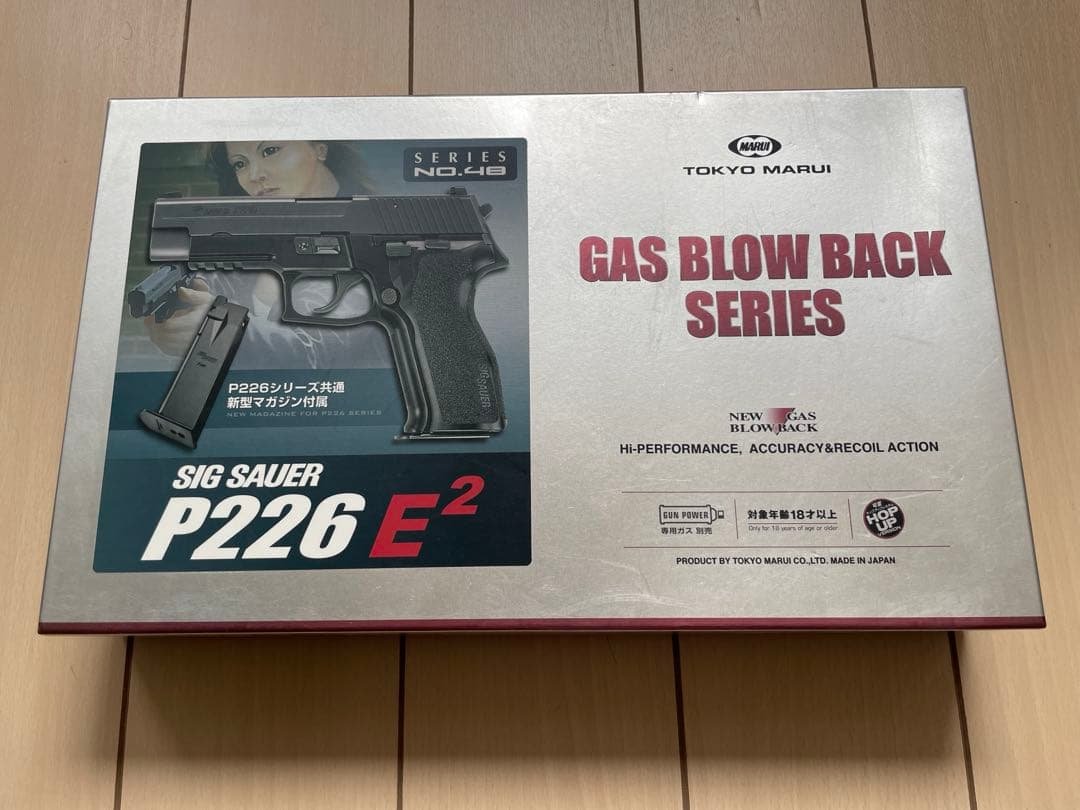 SERIES
NO.48
SIG SAUER
P226シリーズ共通
新型マガジン付属
NEW MAGAZINE FOR P226 SERIES
SIG SAUER
P226 E2
MARUI
TOKYO MARUI
GAS BLOW BACK
SERIES
NEW GAS
BLOW BACK
Hi-PERFORMANCE, ACCURACY&RECOIL ACTION
GUN POWER
専用ガス 別売
対象年齢18才以上
Only for 18 years of age or older
HOP
UP
PRODUCT BY TOKYO MARUI CO.,LTD. MADE IN JAPAN